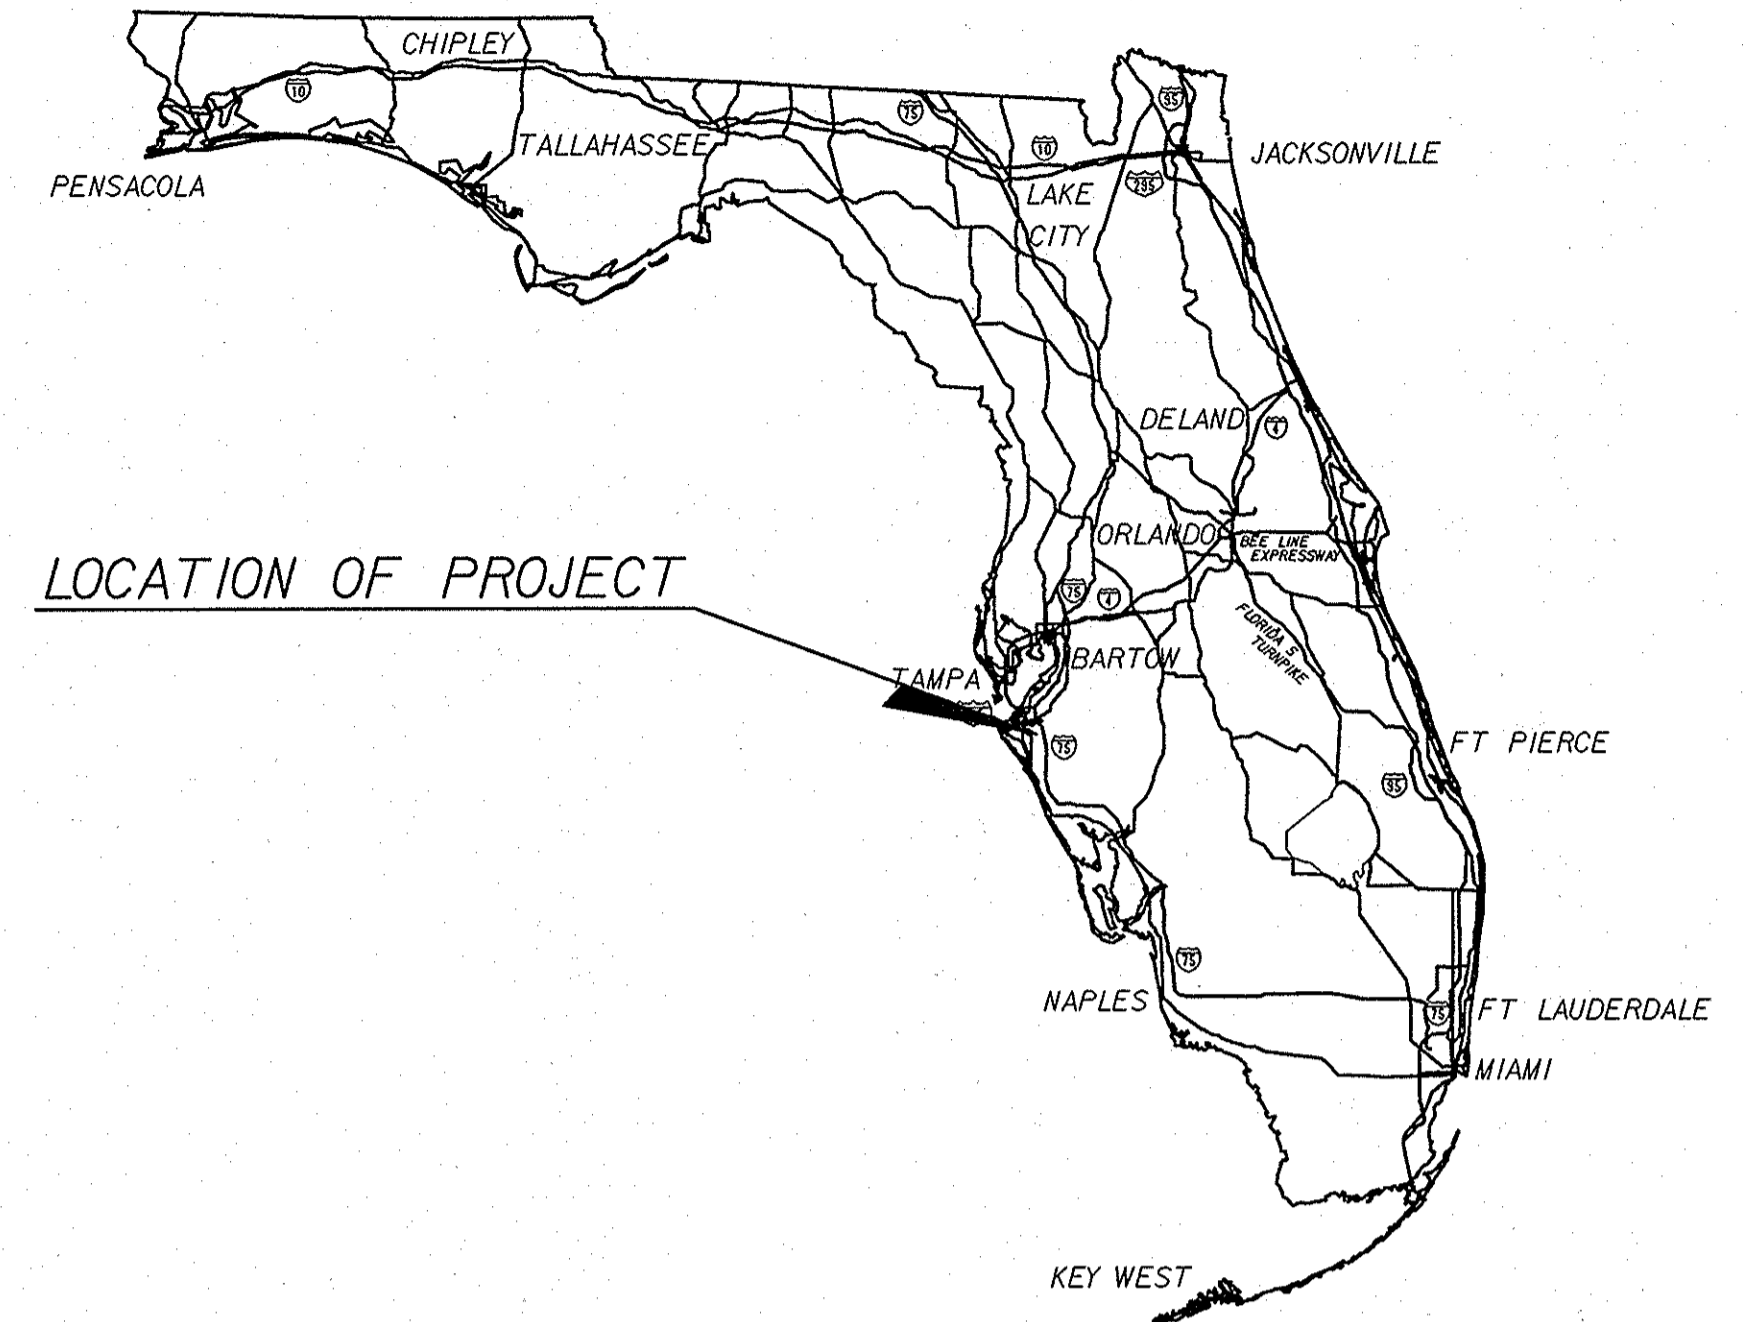 CHIPLEY
10
75
95
TALLAHASSEE
10
JACKSONVILLE
PENSACOLA
295
LAKE
CITY
DELAND
4
ORLANDO
BEE LINE
EXPRESSWAY
LOCATION OF PROJECT
75
4
FLORIDA S
TURNPIKE
TAMPA
BARTOW
75
FT PIERCE
95
75
NAPLES
75
FT LAUDERDALE
MIAMI
KEY WEST